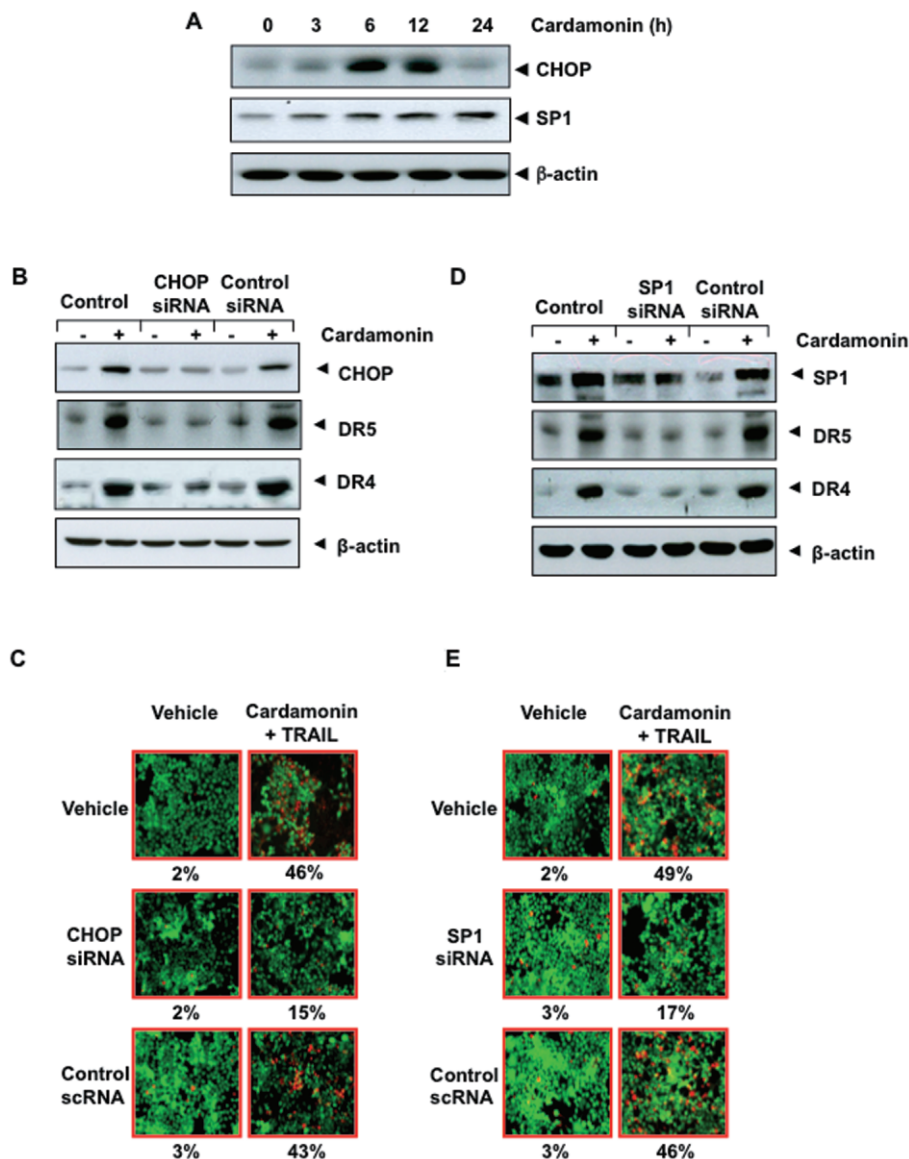 A
0 3 6 12 24 Cardamonin (h)
CHOP
SP1
β-actin
B
Control
CHOP
siRNA
Control
siRNA
- + - + - + Cardamonin
CHOP
DR5
DR4
β-actin
D
Control
SP1
siRNA
Control
siRNA
- + - + - + Cardamonin
SP1
DR5
DR4
β-actin
C
Vehicle
Cardamonin
+ TRAIL
Vehicle
2% 46%
CHOP
siRNA
2% 15%
Control
scRNA
3% 43%
E
Vehicle
Cardamonin
+ TRAIL
Vehicle
2% 49%
SP1
siRNA
3% 17%
Control
scRNA
3% 46%